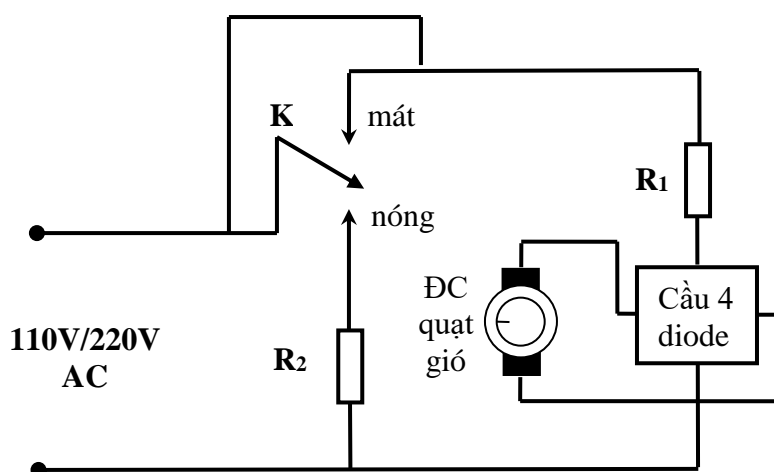 K
mát
nóng
R₁
ĐC
quạt
gió
Cầu 4
diode
110V/220V
AC
R₂